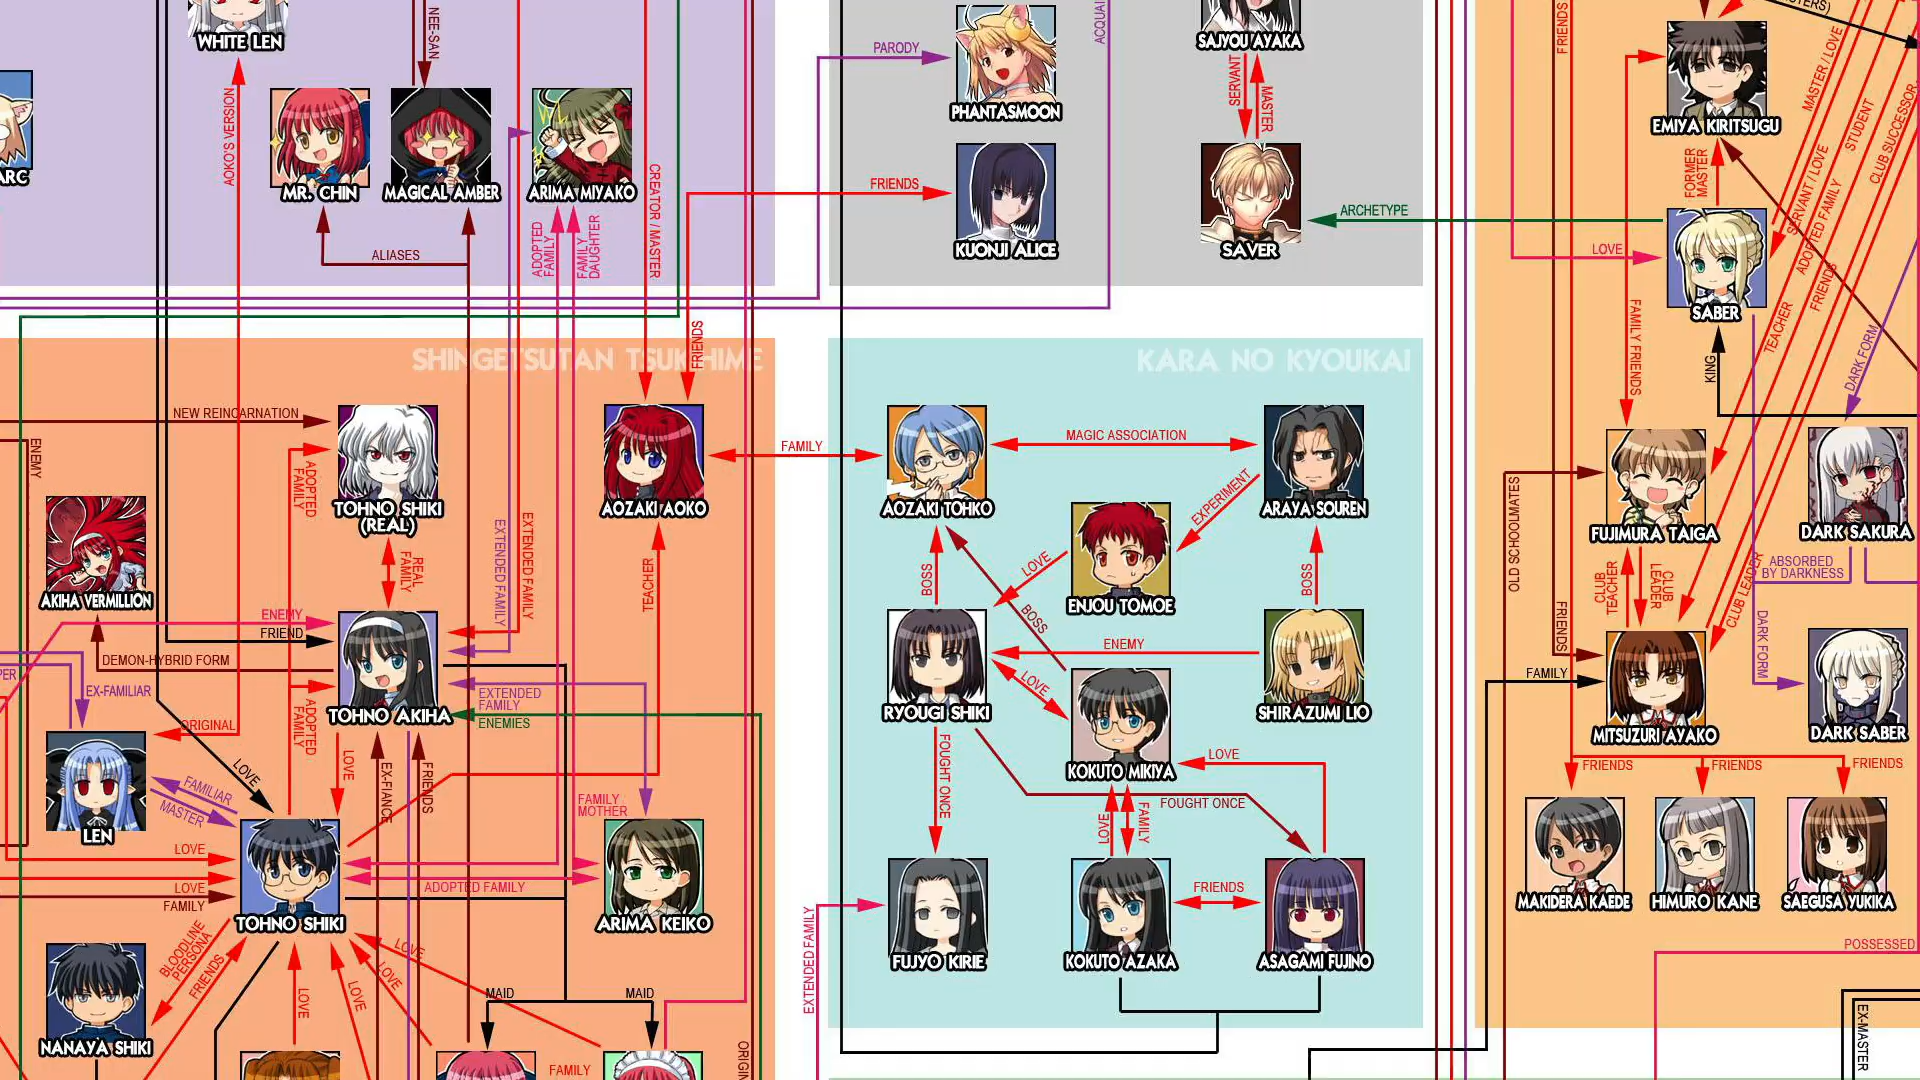 WHITE LEN
ARC
AOKO'S VERSION
NEE-SAN
MR. CHIN
MAGICAL AMBER
ARIMA MIYAKO
ALIASES
ADOPTED
FAMILY
FAMILY
DAUGHTER
CREATOR / MASTER
PARODY
PHANTASMOON
FRIENDS
KUONJI ALICE
SAJYOU AYAKA
SERVANT
MASTER
SAVER
ARCHETYPE
FRIENDS
EMIYA KIRITSUGU
FORMER
MASTER
LOVE
SABER
MASTER / LOVE
SERVANT / LOVE
STUDENT
ADOPTED FAMILY
CLUB SUCCESSOR
FRIENDS
TEACHER
FAMILY FRIENDS
KING
DARK FORM
SHINGETSUTAN TSUKIHIME
FRIENDS
NEW REINCARNATION
ENEMY
ADOPTED
FAMILY
TOHNO SHIKI
(REAL)
AOZAKI AOKO
FAMILY
AKIHA VERMILLION
REAL
FAMILY
EXTENDED FAMILY
EXTENDED FAMILY
TEACHER
ENEMY
FRIEND
DEMON-HYBRID FORM
EX-FAMILIAR
TOHNO AKIHA
EXTENDED
FAMILY
ENEMIES
ORIGINAL
ADOPTED
FAMILY
LOVE
LOVE
EX-FIANCE
FRIENDS
LEN
FAMILIAR
MASTER
FAMILY
MOTHER
LOVE
LOVE
FAMILY
ADOPTED FAMILY
TOHNO SHIKI
ARIMA KEIKO
BLOODLINE
PERSONA
FRIENDS
LOVE
LOVE
LOVE
LOVE
MAID
MAID
NANAYA SHIKI
FAMILY
KARA NO KYOUKAI
AOZAKI TOHKO
MAGIC ASSOCIATION
ARAYA SOUREN
EXPERIMENT
ENJOU TOMOE
LOVE
BOSS
BOSS
BOSS
RYOUGI SHIKI
ENEMY
SHIRAZUMI LIO
LOVE
KOKUTO MIKIYA
LOVE
FOUGHT ONCE
FOUGHT ONCE
LOVE
FAMILY
FRIENDS
EXTENDED FAMILY
FUJYO KIRIE
KOKUTO AZAKA
ASAGAMI FUJINO
OLD SCHOOLMATES
FUJIMURA TAIGA
DARK SAKURA
ABSORBED
BY DARKNESS
CLUB
TEACHER
CLUB
LEADER
CLUB LEADER
FRIENDS
DARK FORM
FAMILY
MITSUZURI AYAKO
DARK SABER
FRIENDS
FRIENDS
FRIENDS
MAKIDERA KAEDE
HIMURO KANE
SAEGUSA YUKIKA
POSSESSED
EX-MASTER